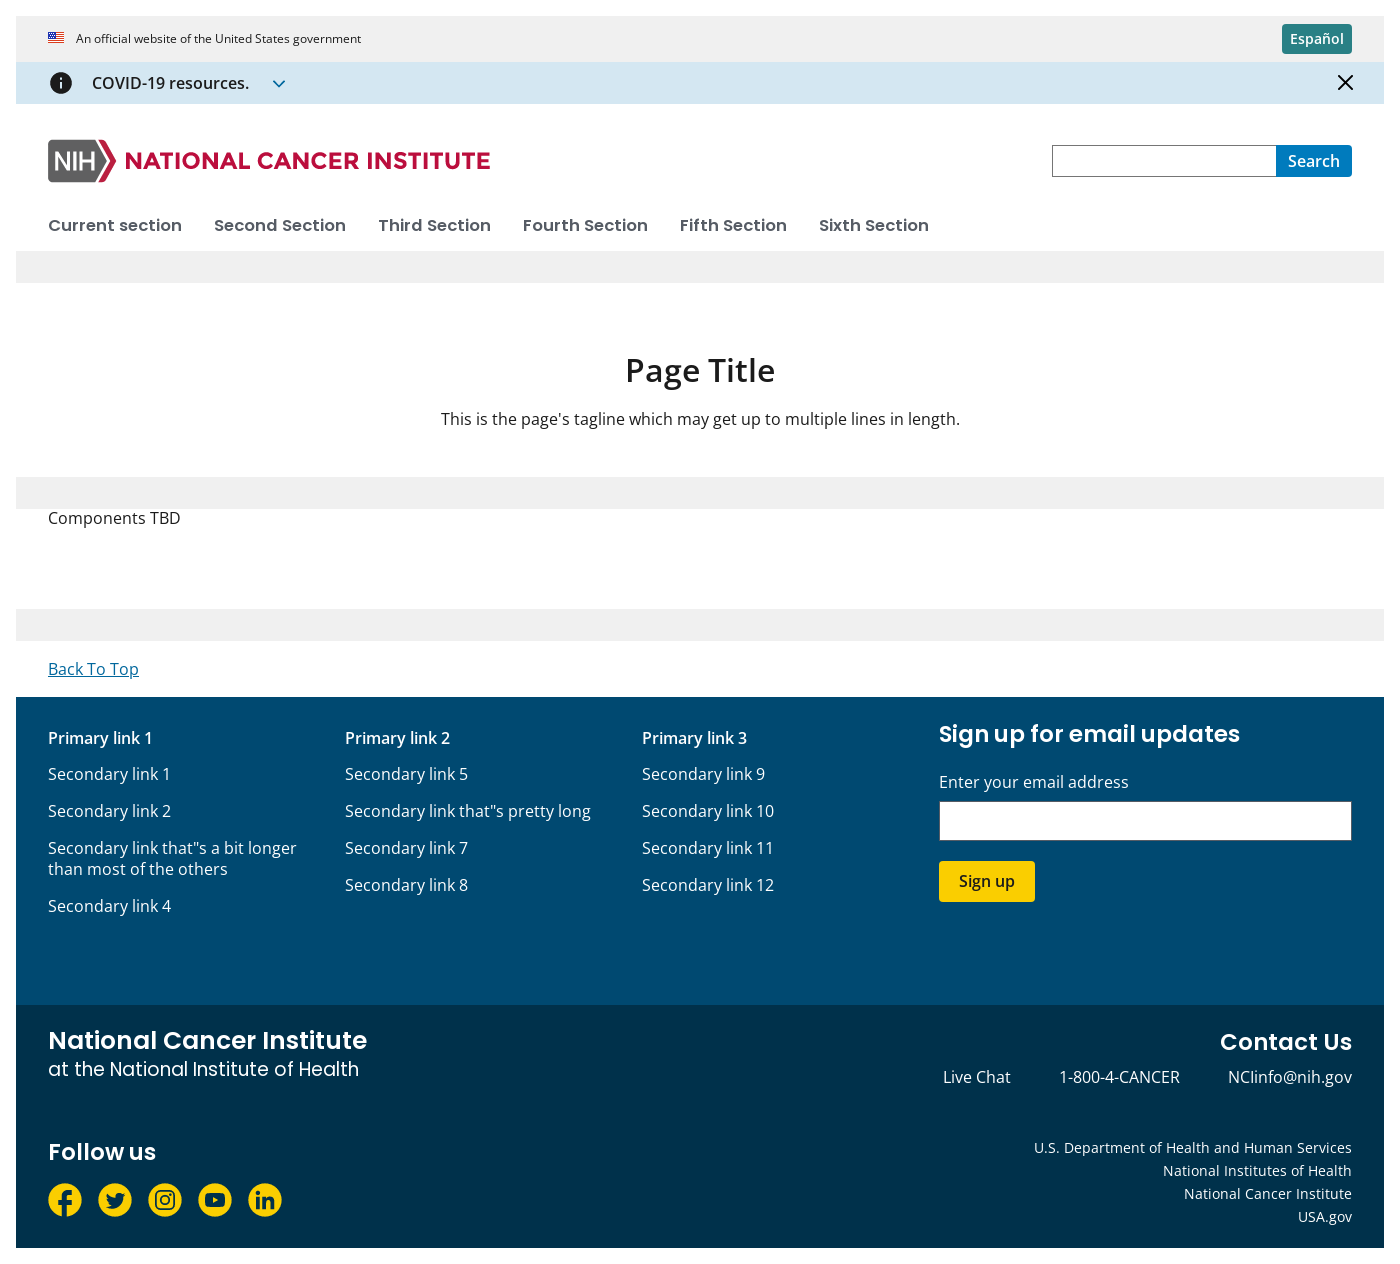 An official website of the United States government
Español
COVID-19 resources.
NIH NATIONAL CANCER INSTITUTE
Search
Current section Second Section Third Section Fourth Section Fifth Section Sixth Section
Page Title
This is the page's tagline which may get up to multiple lines in length.
Components TBD
Back To Top
Primary link 1
Secondary link 1
Secondary link 2
Secondary link that"s a bit longer
than most of the others
Secondary link 4
Primary link 2
Secondary link 5
Secondary link that"s pretty long
Secondary link 7
Secondary link 8
Primary link 3
Secondary link 9
Secondary link 10
Secondary link 11
Secondary link 12
Sign up for email updates
Enter your email address
Sign up
National Cancer Institute
at the National Institute of Health
Contact Us
Live Chat 1-800-4-CANCER NCIinfo@nih.gov
Follow us
U.S. Department of Health and Human Services
National Institutes of Health
National Cancer Institute
USA.gov